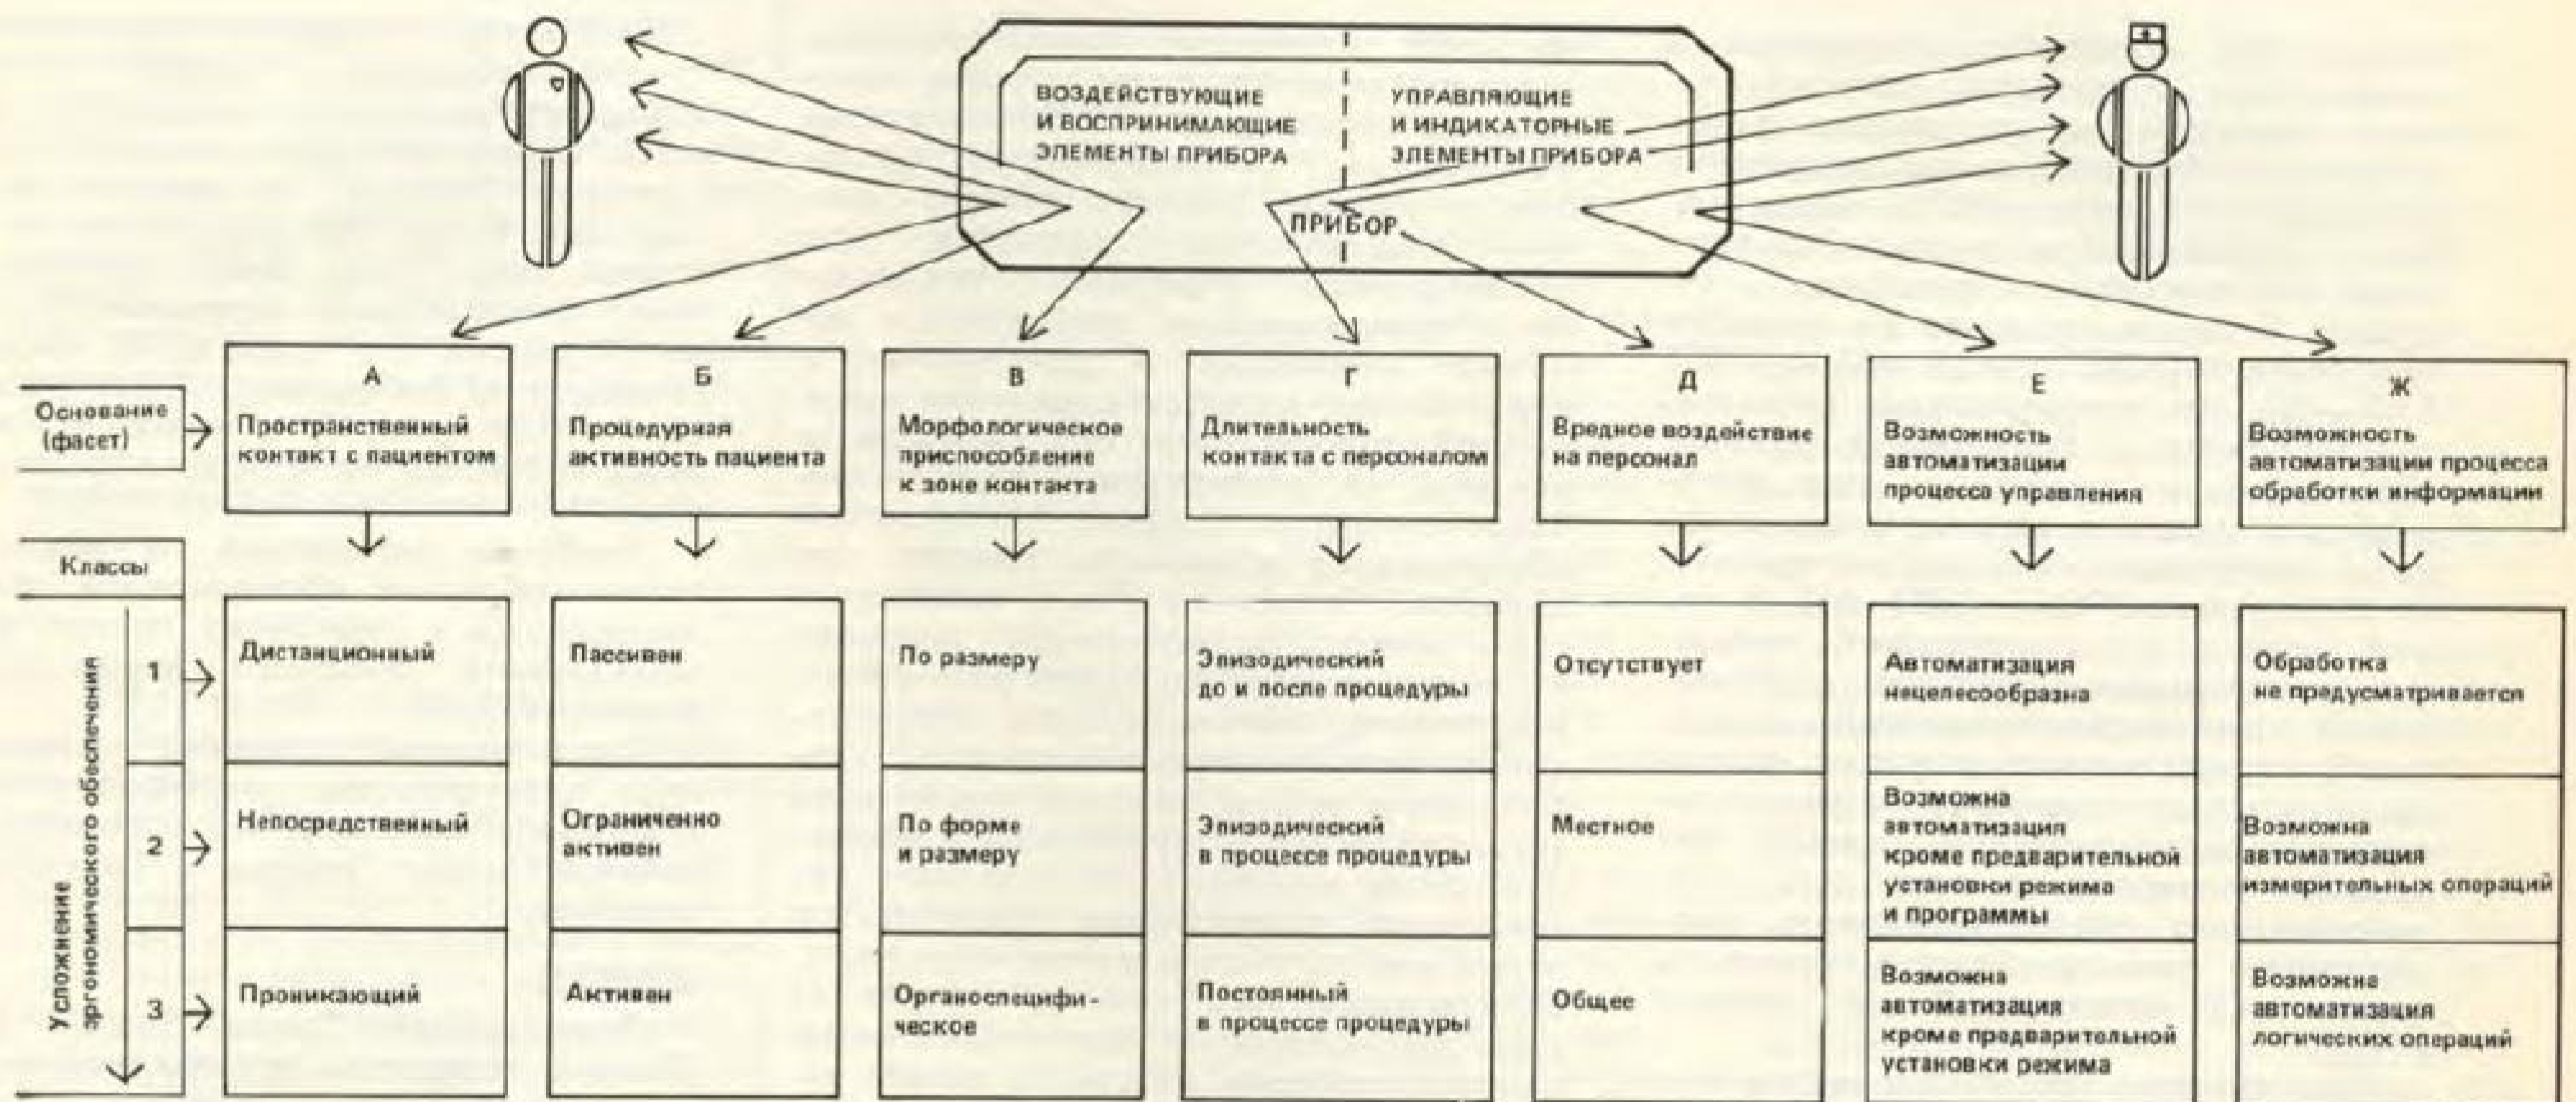 ВОЗДЕЙСТВУЮЩИЕ
И ВОСПРИНИМАЮЩИЕ
ЭЛЕМЕНТЫ ПРИБОРА
УПРАВЛЯЮЩИЕ
И ИНДИКАТОРНЫЕ
ЭЛЕМЕНТЫ ПРИБОРА
ПРИБОР
Основание
(фасет)
А
Пространственный
контакт с пациентом
Б
Процедурная
активность пациента
В
Морфологическое
приспособление
к зоне контакта
Г
Длительность
контакта с персоналом
Д
Вредное воздействие
на персонал
Е
Возможность
автоматизации
процесса управления
Ж
Возможность
автоматизации процесса
обработки информации
Классы
Усложнение
эргономического обеспечения
1
Дистанционный
Пассивен
По размеру
Эпизодический
до и после процедуры
Отсутствует
Автоматизация
нецелесообразна
Обработка
не предусматривается
2
Непосредственный
Ограниченно
активен
По форме
и размеру
Эпизодический
в процессе процедуры
Местное
Возможна
автоматизация
кроме предварительной
установки режима
и программы
Возможна
автоматизация
измерительных операций
3
Проникающий
Активен
Органоспецифи-
ческое
Постоянный
в процессе процедуры
Общее
Возможна
автоматизация
кроме предварительной
установки режима
Возможна
автоматизация
логических операций